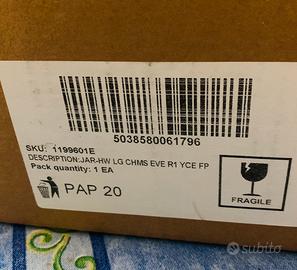 5038580061796
SKU: 1199601E
DESCRIPTION:JAR-HW LG CHMS EVE R1 YCE FP
Pack quantity: 1 EA
PAP 20
FRAGILE
subito